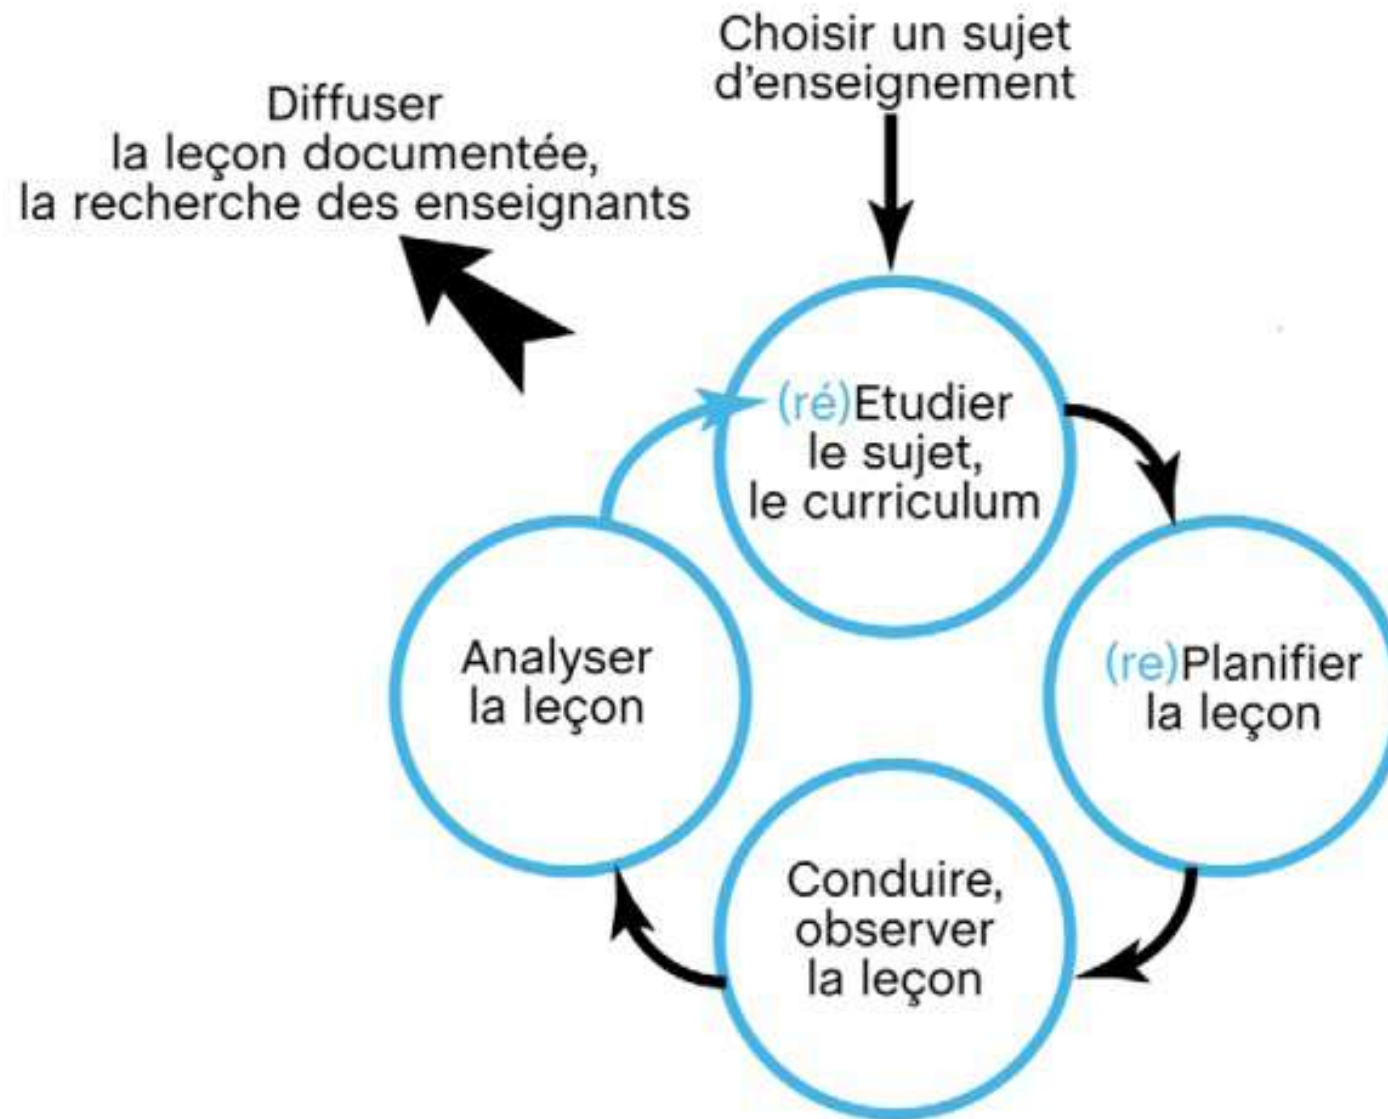 Choisir un sujet
d'enseignement
Diffuser
la leçon documentée,
la recherche des enseignants
(ré)Etudier
le sujet,
le curriculum
(re)Planifier
la leçon
Conduire,
observer
la leçon
Analyser
la leçon